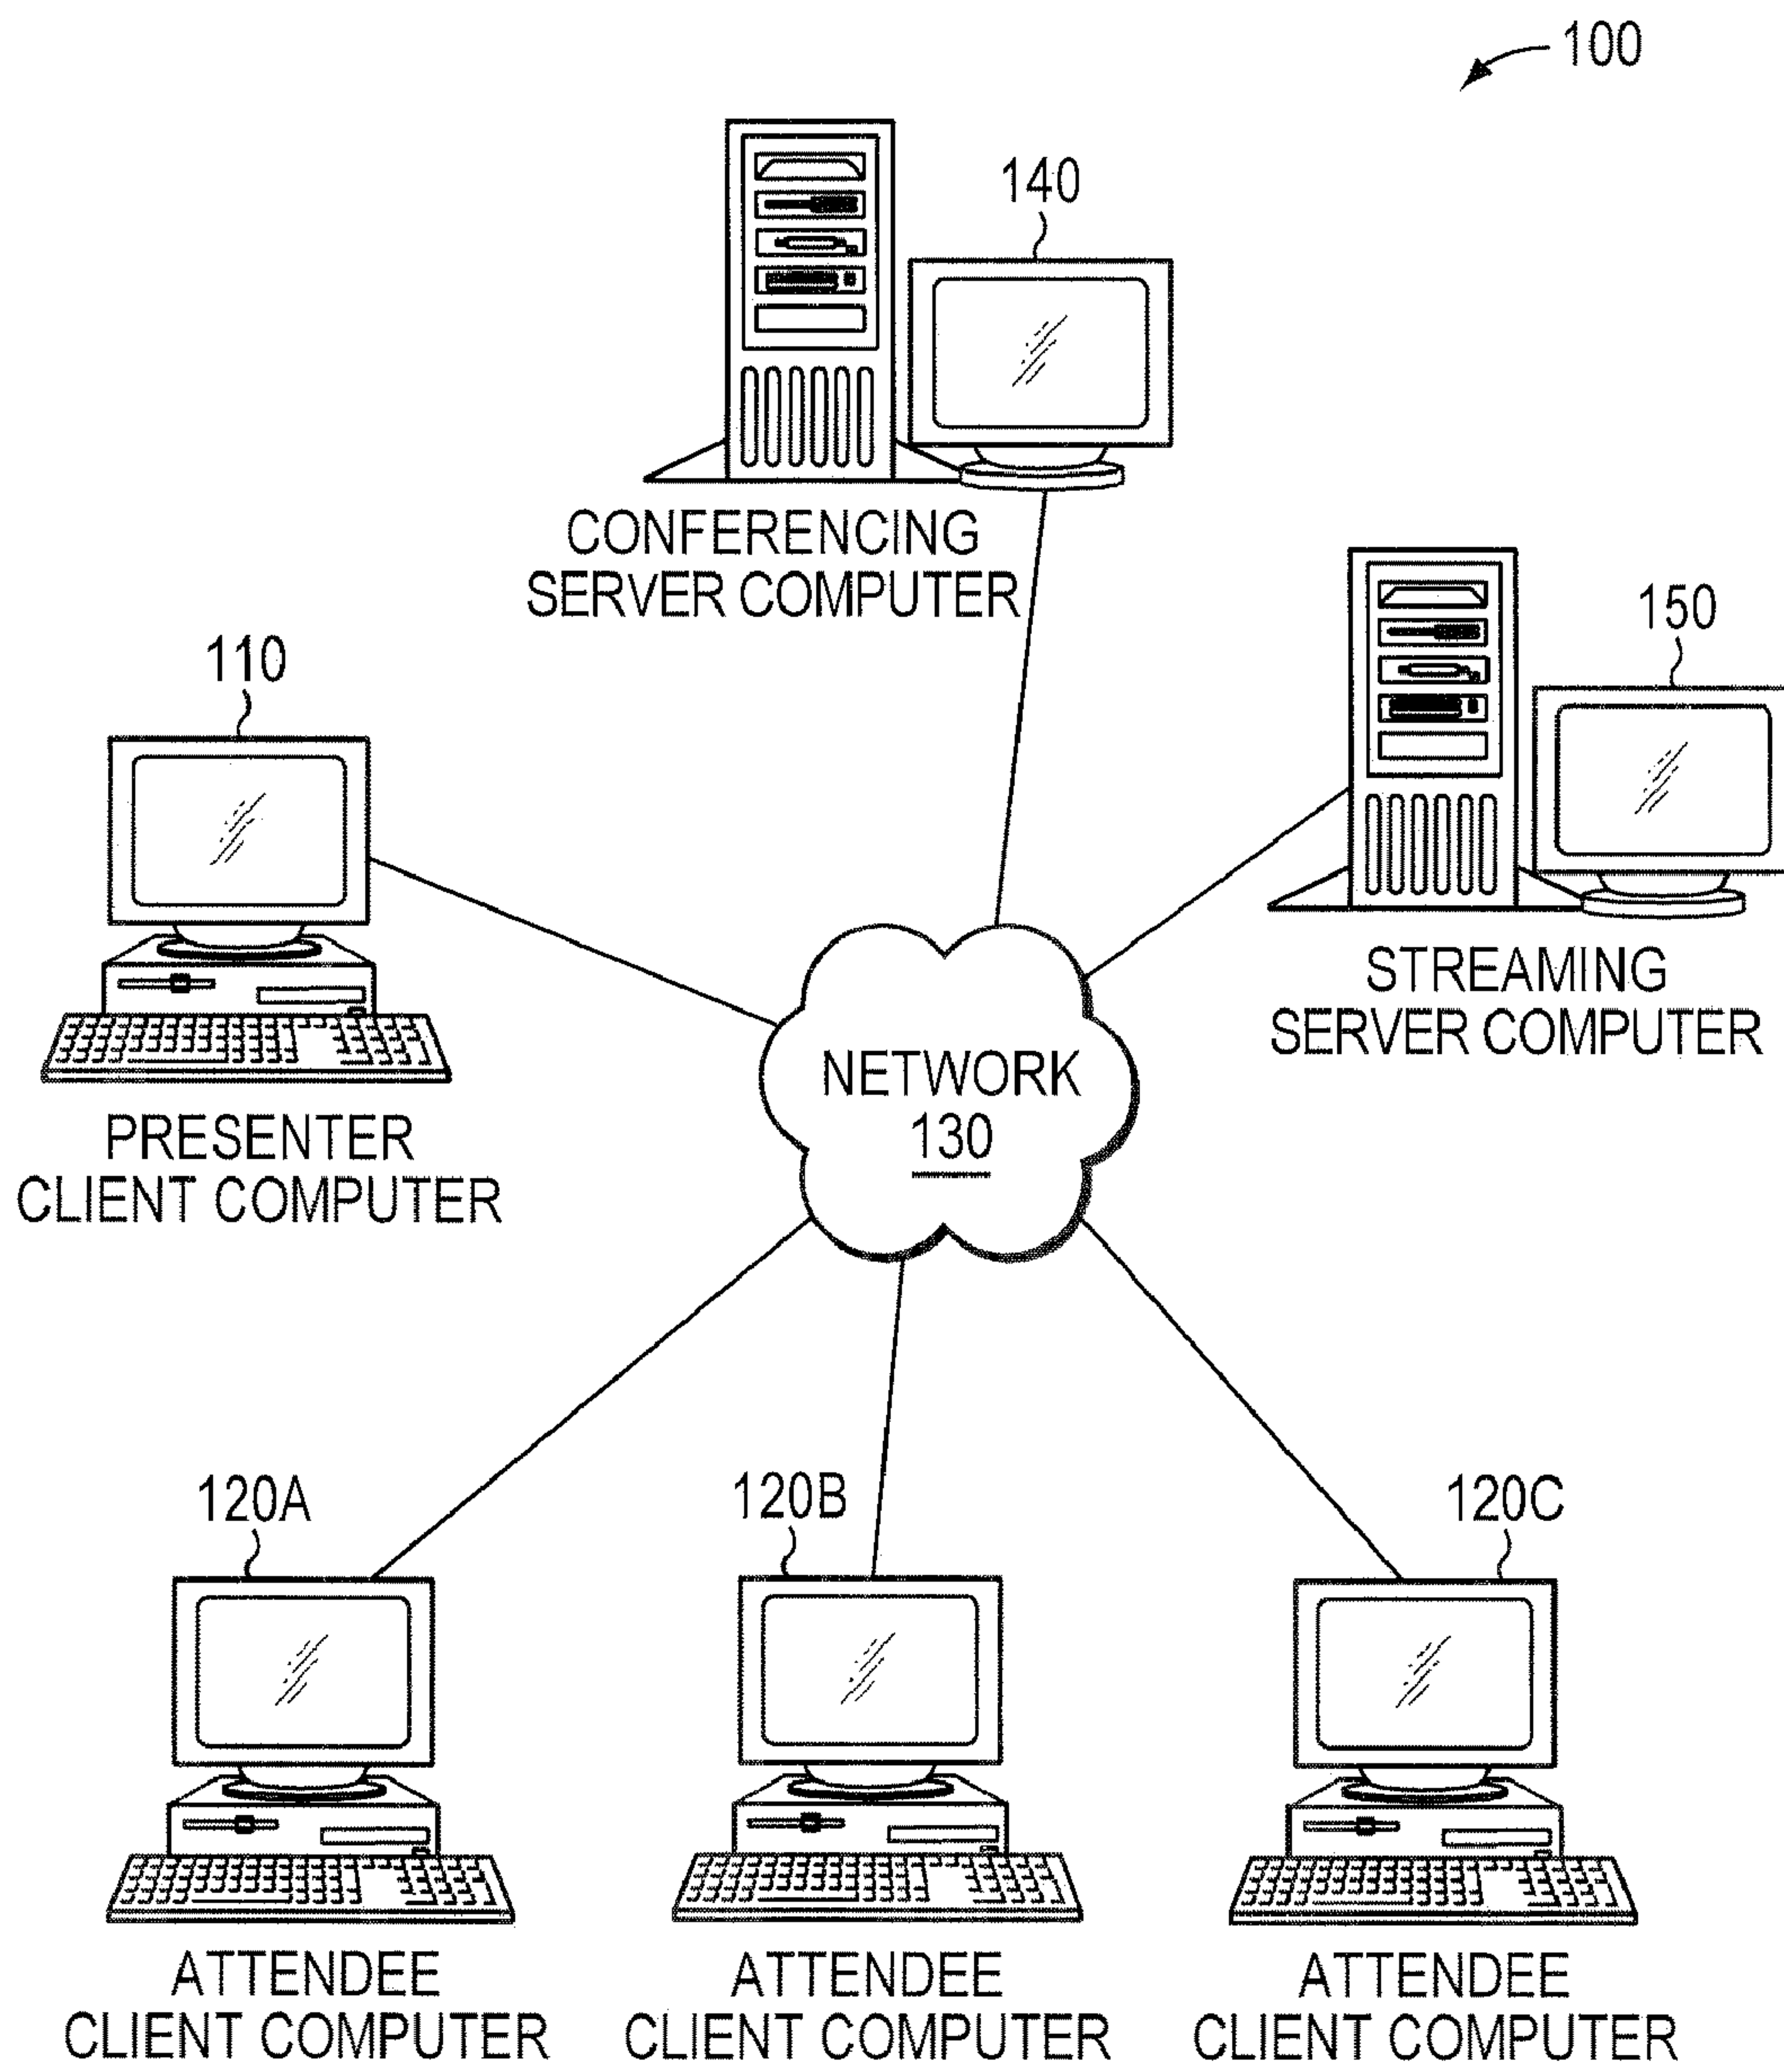 100
140
CONFERENCING
SERVER COMPUTER
150
STREAMING
SERVER COMPUTER
110
PRESENTER
CLIENT COMPUTER
NETWORK
130
120A
ATTENDEE
CLIENT COMPUTER
120B
ATTENDEE
CLIENT COMPUTER
120C
ATTENDEE
CLIENT COMPUTER